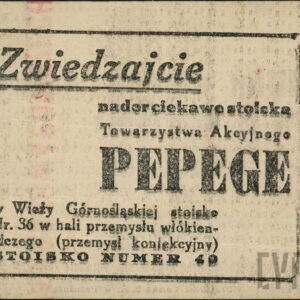 Zwiedzajcie
nader ciekawe stoiska
Towarzystwa Akcyjnego
PEPEGE
Wieży Górnośląskiej stoisko
Nr. 36 w hali przemysłu włókien-
dczego (przemysł konfekcyjny)
STOISKO NUMER 49